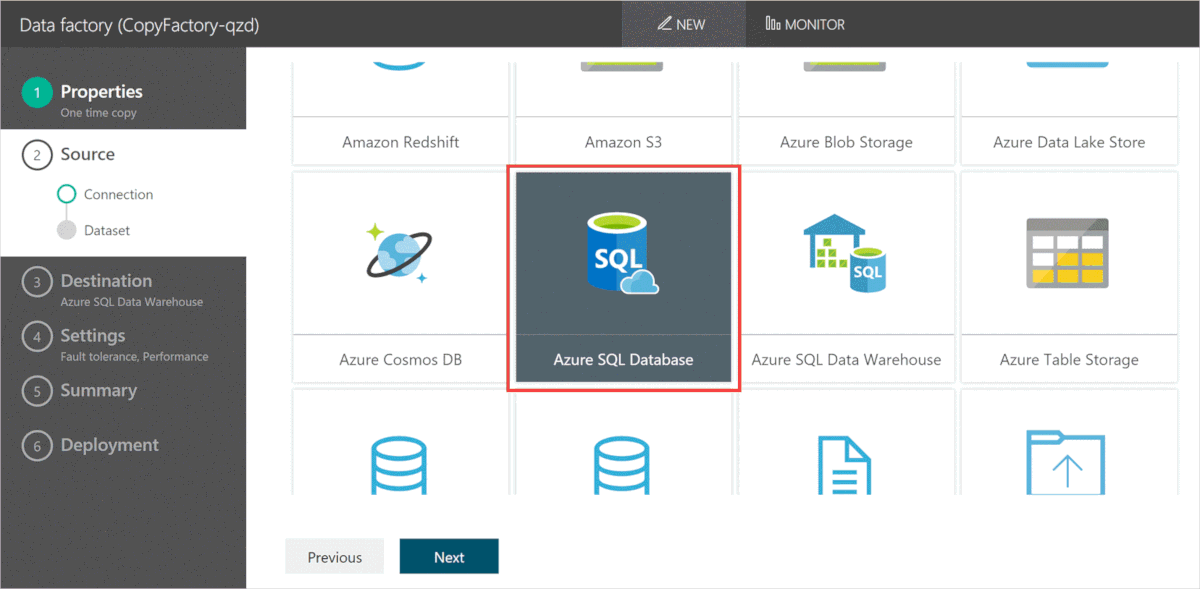 Data factory (CopyFactory-qzd)
NEW
MONITOR
1
Properties
One time copy
2
Source
Connection
Dataset
3
Destination
Azure SQL Data Warehouse
4
Settings
Fault tolerance, Performance
5
Summary
6
Deployment
Amazon Redshift
Amazon S3
Azure Blob Storage
Azure Data Lake Store
SQL
SQL
Azure Cosmos DB
Azure SQL Database
Azure SQL Data Warehouse
Azure Table Storage
Previous
Next